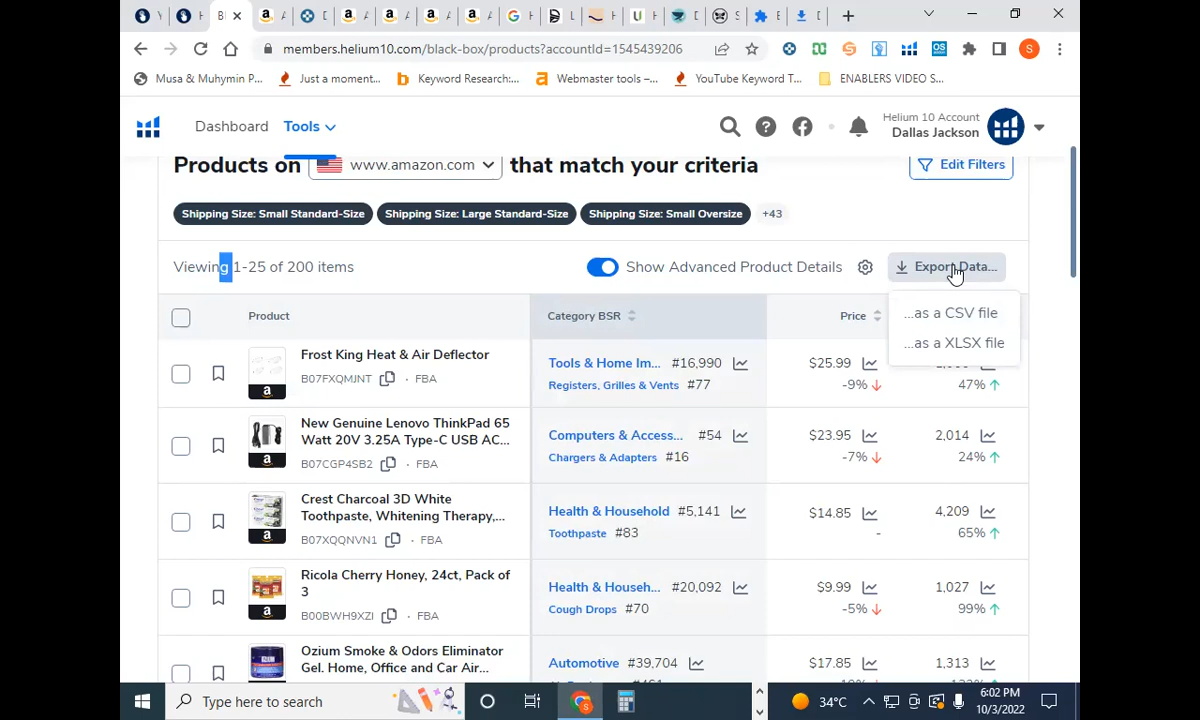 members.helium10.com/black-box/products?accountId=1545439206
S
Musa & Muhymin P...
Just a moment...
Keyword Research:...
Webmaster tools –...
YouTube Keyword T...
ENABLERS VIDEO S...
Dashboard
Tools
Helium 10 Account
Dallas Jackson
Products on
www.amazon.com
that match your criteria
Edit Filters
Shipping Size: Small Standard-Size
Shipping Size: Large Standard-Size
Shipping Size: Small Oversize
+43
Viewing 1-25 of 200 items
Show Advanced Product Details
Export Data...
...as a CSV file
...as a XLSX file
Product
Category BSR
Price
Frost King Heat & Air Deflector
B07FXQMJNT · FBA
Tools & Home Im... #16,990
Registers, Grilles & Vents #77
$25.99
-9%
47%
New Genuine Lenovo ThinkPad 65
Watt 20V 3.25A Type-C USB AC...
B07CGP4SB2 · FBA
Computers & Access... #54
Chargers & Adapters #16
$23.95
-7%
2,014
24%
Crest Charcoal 3D White
Toothpaste, Whitening Therapy,...
B07XQQNVN1 · FBA
Health & Household #5,141
Toothpaste #83
$14.85
-
4,209
65%
Ricola Cherry Honey, 24ct, Pack of
3
B00BWH9XZI · FBA
Health & Househ... #20,092
Cough Drops #70
$9.99
-5%
1,027
99%
Ozium Smoke & Odors Eliminator
Gel. Home, Office and Car Air...
Automotive #39,704
$17.85
1,313
Type here to search
34°C
6:02 PM
10/3/2022